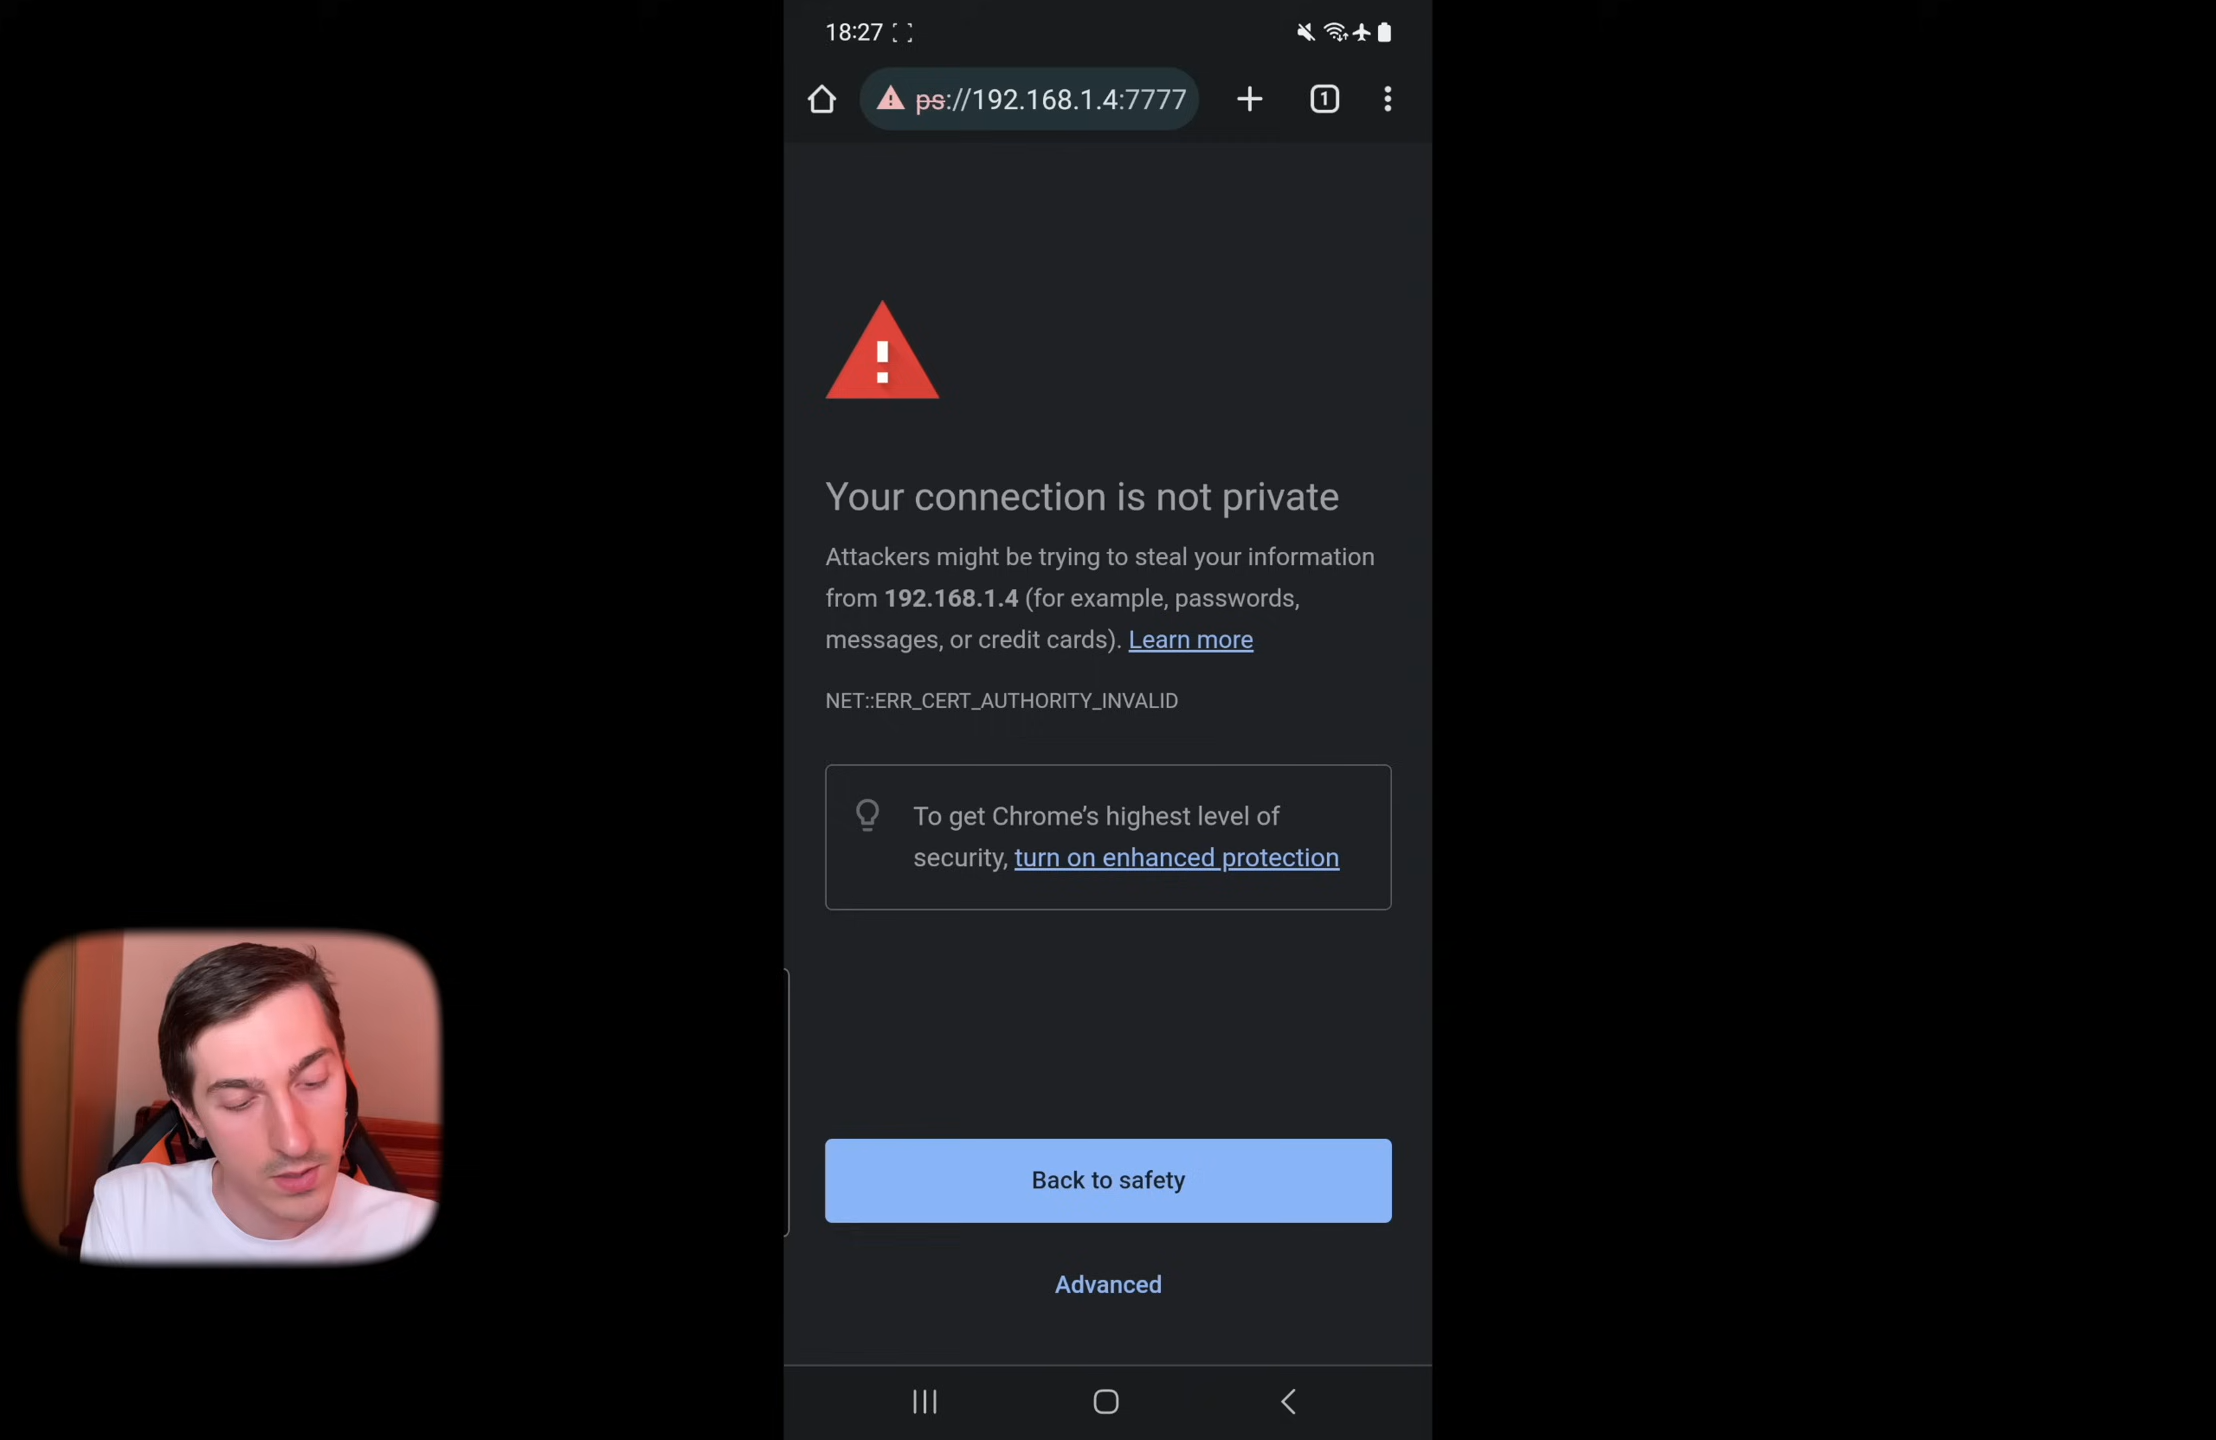 18:27
ps://192.168.1.4:7777
1
Your connection is not private
Attackers might be trying to steal your information
from 192.168.1.4 (for example, passwords,
messages, or credit cards). Learn more
NET::ERR_CERT_AUTHORITY_INVALID
To get Chrome’s highest level of
security, turn on enhanced protection
Back to safety
Advanced